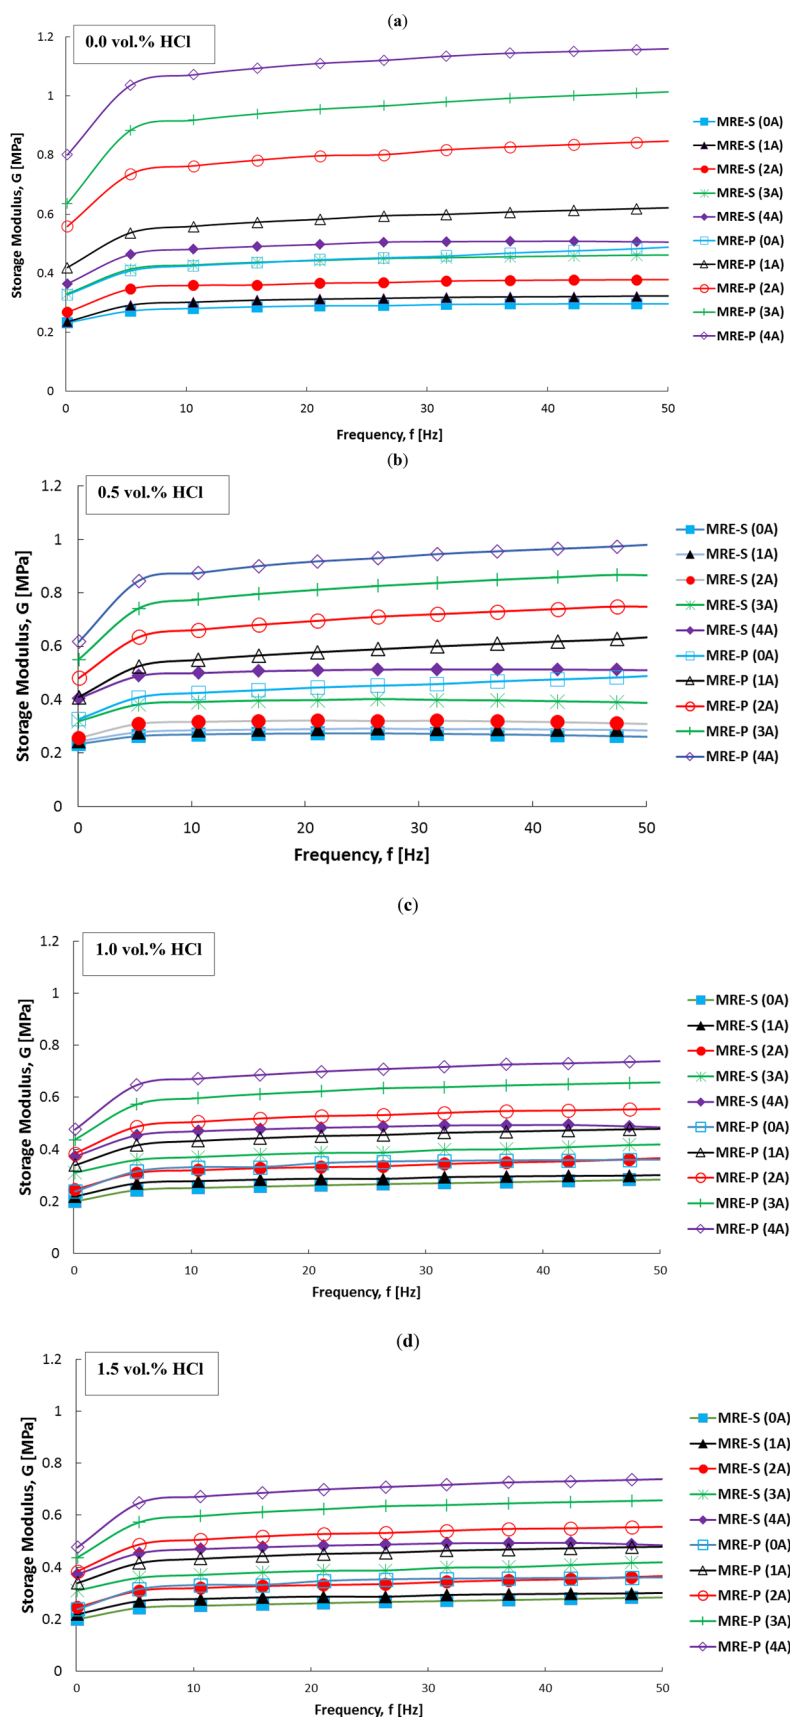 (a)
0.0 vol.% HCl
1.2
1
0.8
0.6
0.4
0.2
0
Storage Modulus, G [MPa]
0 10 20 30 40 50
Frequency, f [Hz]
MRE-S (0A)
MRE-S (1A)
MRE-S (2A)
MRE-S (3A)
MRE-S (4A)
MRE-P (0A)
MRE-P (1A)
MRE-P (2A)
MRE-P (3A)
MRE-P (4A)
(b)
0.5 vol.% HCl
1.2
1
0.8
0.6
0.4
0.2
0
Storage Modulus, G [MPa]
0 10 20 30 40 50
Frequency, f [Hz]
MRE-S (0A)
MRE-S (1A)
MRE-S (2A)
MRE-S (3A)
MRE-S (4A)
MRE-P (0A)
MRE-P (1A)
MRE-P (2A)
MRE-P (3A)
MRE-P (4A)
(c)
1.0 vol.% HCl
1.2
1
0.8
0.6
0.4
0.2
0
Storage Modulus, G [MPa]
0 10 20 30 40 50
Frequency, f [Hz]
MRE-S (0A)
MRE-S (1A)
MRE-S (2A)
MRE-S (3A)
MRE-S (4A)
MRE-P (0A)
MRE-P (1A)
MRE-P (2A)
MRE-P (3A)
MRE-P (4A)
(d)
1.5 vol.% HCl
1.2
1
0.8
0.6
0.4
0.2
0
Storage Modulus, G [MPa]
0 10 20 30 40 50
Frequency, f [Hz]
MRE-S (0A)
MRE-S (1A)
MRE-S (2A)
MRE-S (3A)
MRE-S (4A)
MRE-P (0A)
MRE-P (1A)
MRE-P (2A)
MRE-P (3A)
MRE-P (4A)